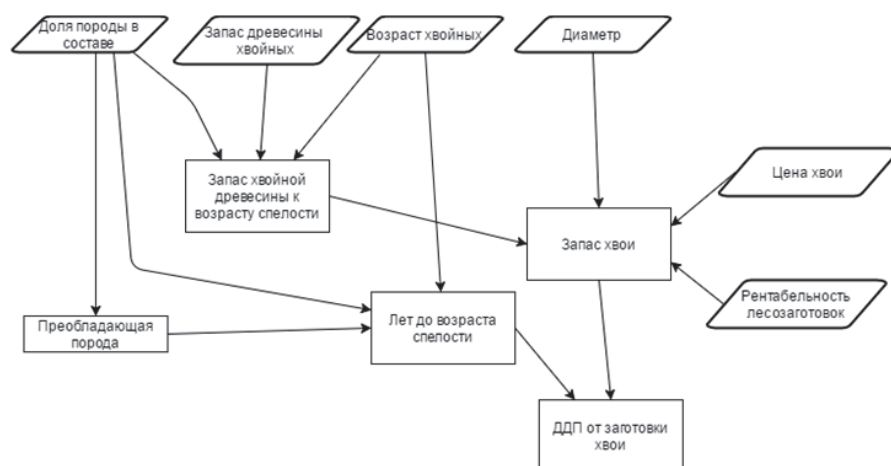 Доля породы в
составе
Запас древесины
хвойных
Возраст хвойных
Диаметр
Запас хвойной
древесины к
возрасту спелости
Цена хвои
Запас хвои
Рентабельность
лесозаготовок
Преобладающая
порода
Лет до возраста
спелости
ДДП от заготовки
хвои